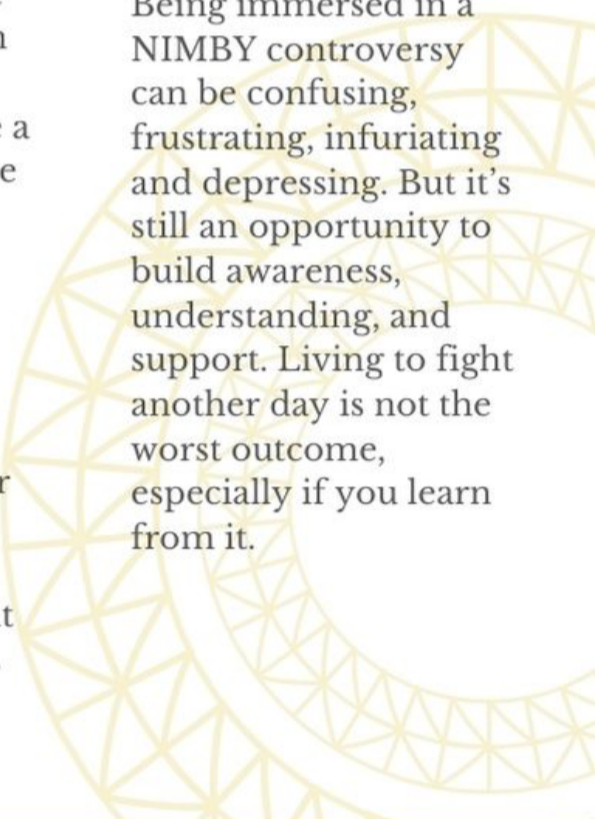 Being immersed in a
NIMBY controversy
can be confusing,
frustrating, infuriating
and depressing. But it's
still an opportunity to
build awareness,
understanding, and
support. Living to fight
another day is not the
worst outcome,
especially if you learn
from it.